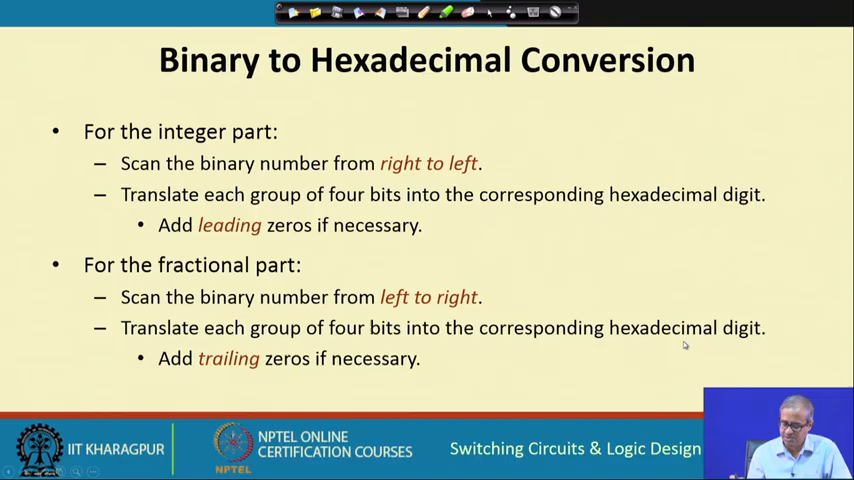 Binary to Hexadecimal Conversion
• For the integer part:
– Scan the binary number from right to left.
– Translate each group of four bits into the corresponding hexadecimal digit.
• Add leading zeros if necessary.
• For the fractional part:
– Scan the binary number from left to right.
– Translate each group of four bits into the corresponding hexadecimal digit.
• Add trailing zeros if necessary.
IIT KHARAGPUR
NPTEL
NPTEL ONLINE
CERTIFICATION COURSES
Switching Circuits & Logic Design